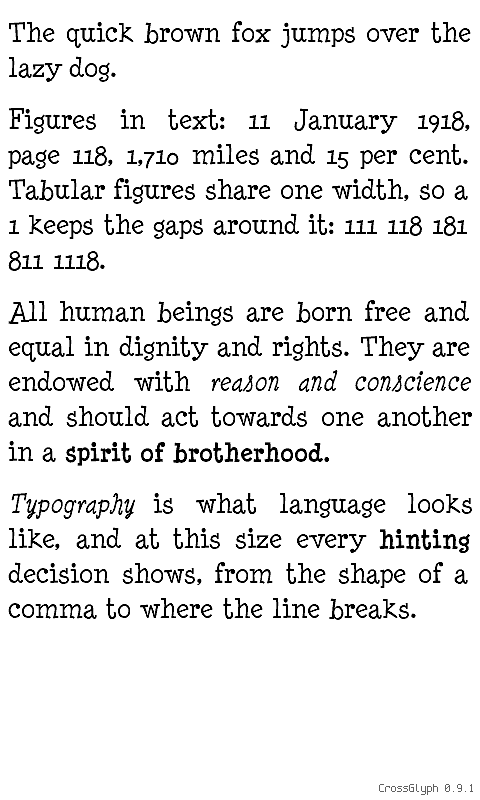 The quick brown fox jumps over the
lazy dog.
Figures in text: 11 January 1918,
page 118, 1,710 miles and 15 per cent.
Tabular figures share one width, so a
1 keeps the gaps around it: 111 118 181
811 1118.
All human beings are born free and
equal in dignity and rights. They are
endowed with reason and conscience
and should act towards one another
in a spirit of brotherhood.
Typography is what language looks
like, and at this size every hinting
decision shows, from the shape of a
comma to where the line breaks.
CrossGlyph 0.9.1